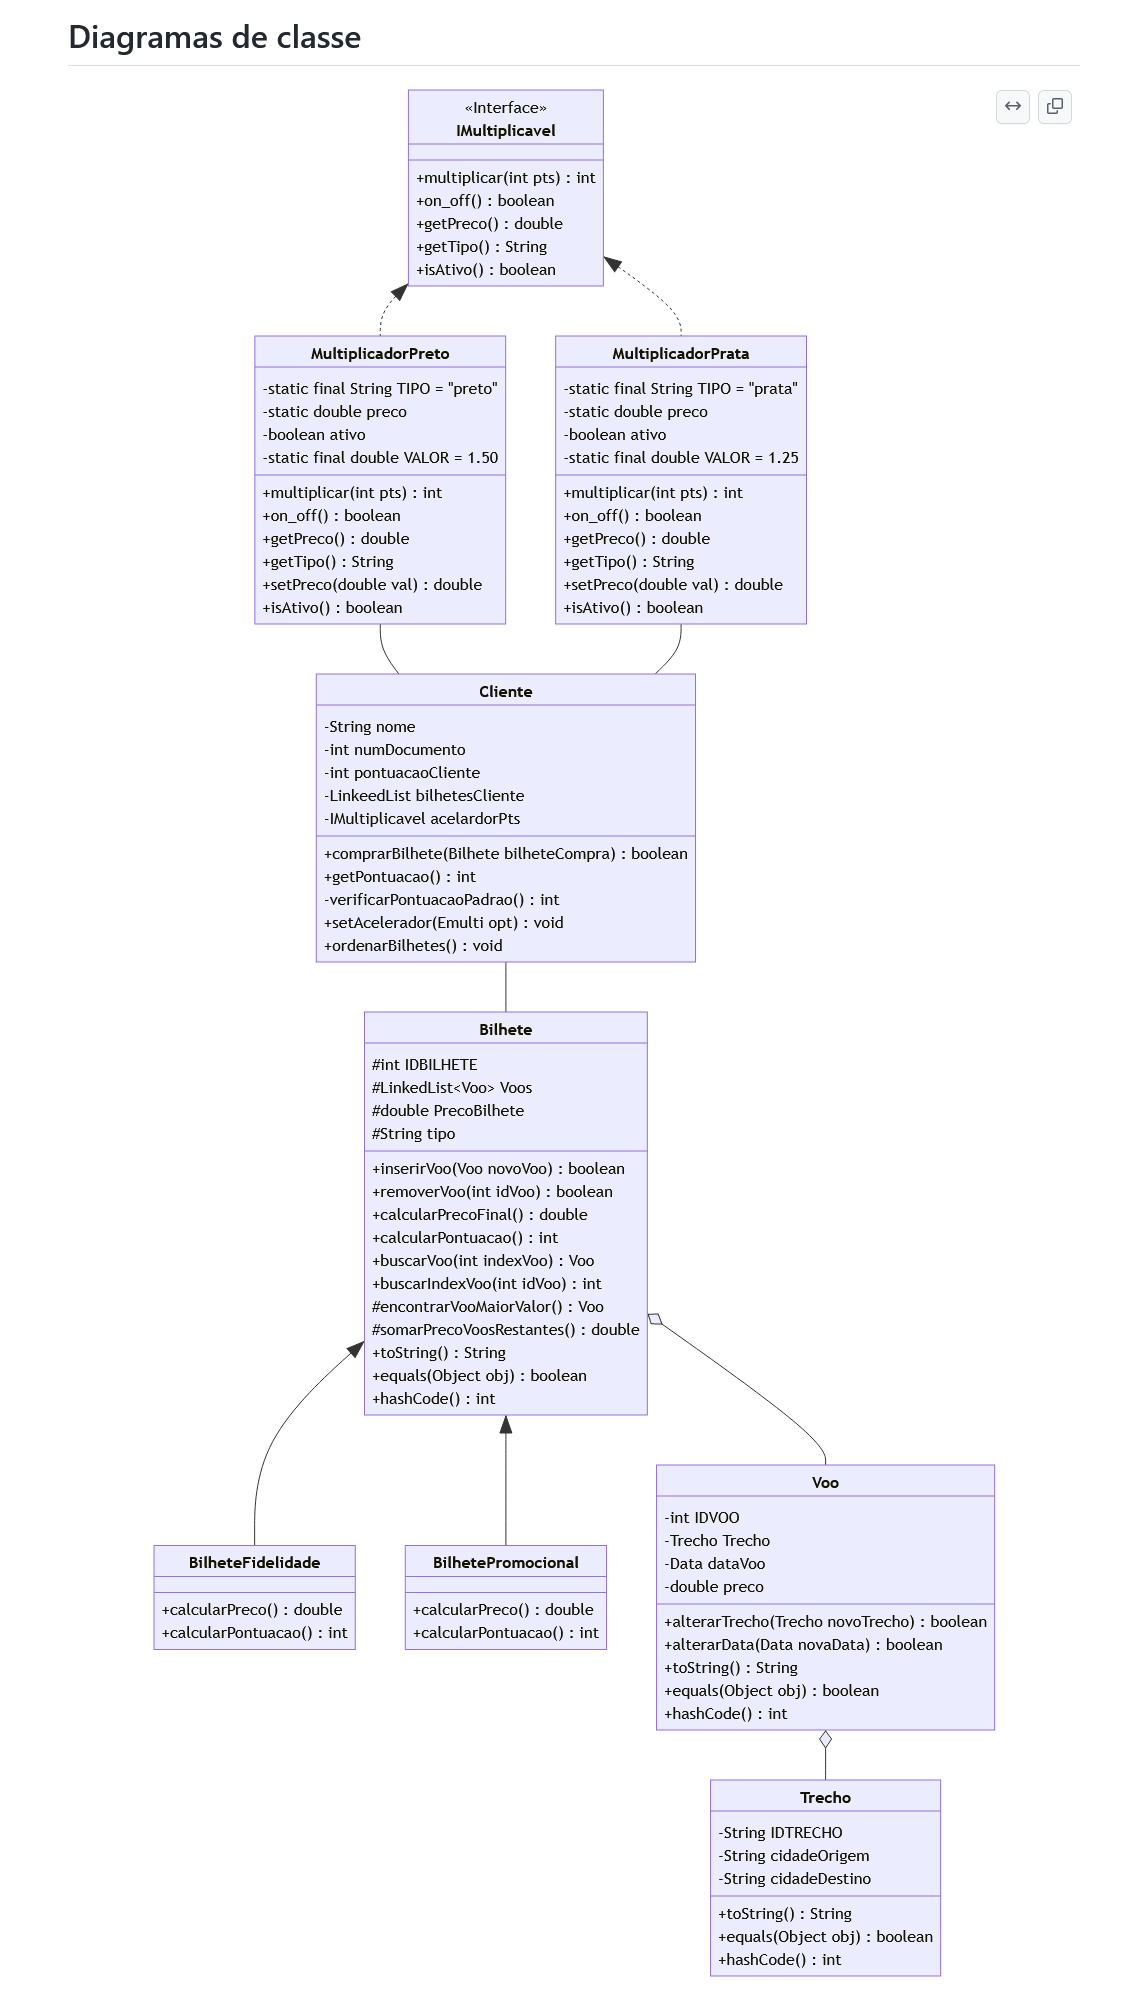 Diagramas de classe
«Interface»
IMultiplicavel
+multiplicar(int pts) : int
+on_off() : boolean
+getPreco() : double
+getTipo() : String
+isAtivo() : boolean
MultiplicadorPreto
-static final String TIPO = "preto"
-static double preco
-boolean ativo
-static final double VALOR = 1.50
+multiplicar(int pts) : int
+on_off() : boolean
+getPreco() : double
+getTipo() : String
+setPreco(double val) : double
+isAtivo() : boolean
MultiplicadorPrata
-static final String TIPO = "prata"
-static double preco
-boolean ativo
-static final double VALOR = 1.25
+multiplicar(int pts) : int
+on_off() : boolean
+getPreco() : double
+getTipo() : String
+setPreco(double val) : double
+isAtivo() : boolean
Cliente
-String nome
-int numDocumento
-int pontuacaoCliente
-LinkeedList bilhetesCliente
-IMultiplicavel acelardorPts
+comprarBilhete(Bilhete bilheteCompra) : boolean
+getPontuacao() : int
-verificarPontuacaoPadrao() : int
+setAcelerador(Emulti opt) : void
+ordenarBilhetes() : void
Bilhete
#int IDBILHETE
#LinkedList<Voo> Voos
#double PrecoBilhete
#String tipo
+inserirVoo(Voo novoVoo) : boolean
+removerVoo(int idVoo) : boolean
+calcularPrecoFinal() : double
+calcularPontuacao() : int
+buscarVoo(int indexVoo) : Voo
+buscarIndexVoo(int idVoo) : int
#encontrarVooMaiorValor() : Voo
#somarPrecoVoosRestantes() : double
+toString() : String
+equals(Object obj) : boolean
+hashCode() : int
BilheteFidelidade
+calcularPreco() : double
+calcularPontuacao() : int
BilhetePromocional
+calcularPreco() : double
+calcularPontuacao() : int
Voo
-int IDVOO
-Trecho Trecho
-Data dataVoo
-double preco
+alterarTrecho(Trecho novoTrecho) : boolean
+alterarData(Data novaData) : boolean
+toString() : String
+equals(Object obj) : boolean
+hashCode() : int
Trecho
-String IDTRECHO
-String cidadeOrigem
-String cidadeDestino
+toString() : String
+equals(Object obj) : boolean
+hashCode() : int